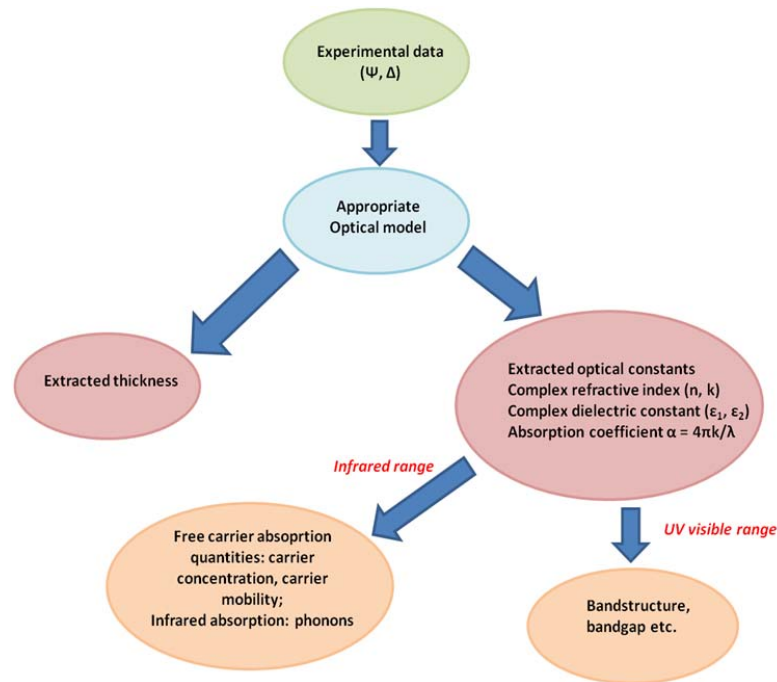 Experimental data
(Ψ, Δ)
Appropriate
Optical model
Extracted thickness
Extracted optical constants
Complex refractive index (n, k)
Complex dielectric constant (ε₁, ε₂)
Absorption coefficient α = 4πk/λ
Infrared range
UV visible range
Free carrier absoprtion
quantities: carrier
concentration, carrier
mobility;
Infrared absorption: phonons
Bandstructure,
bandgap etc.